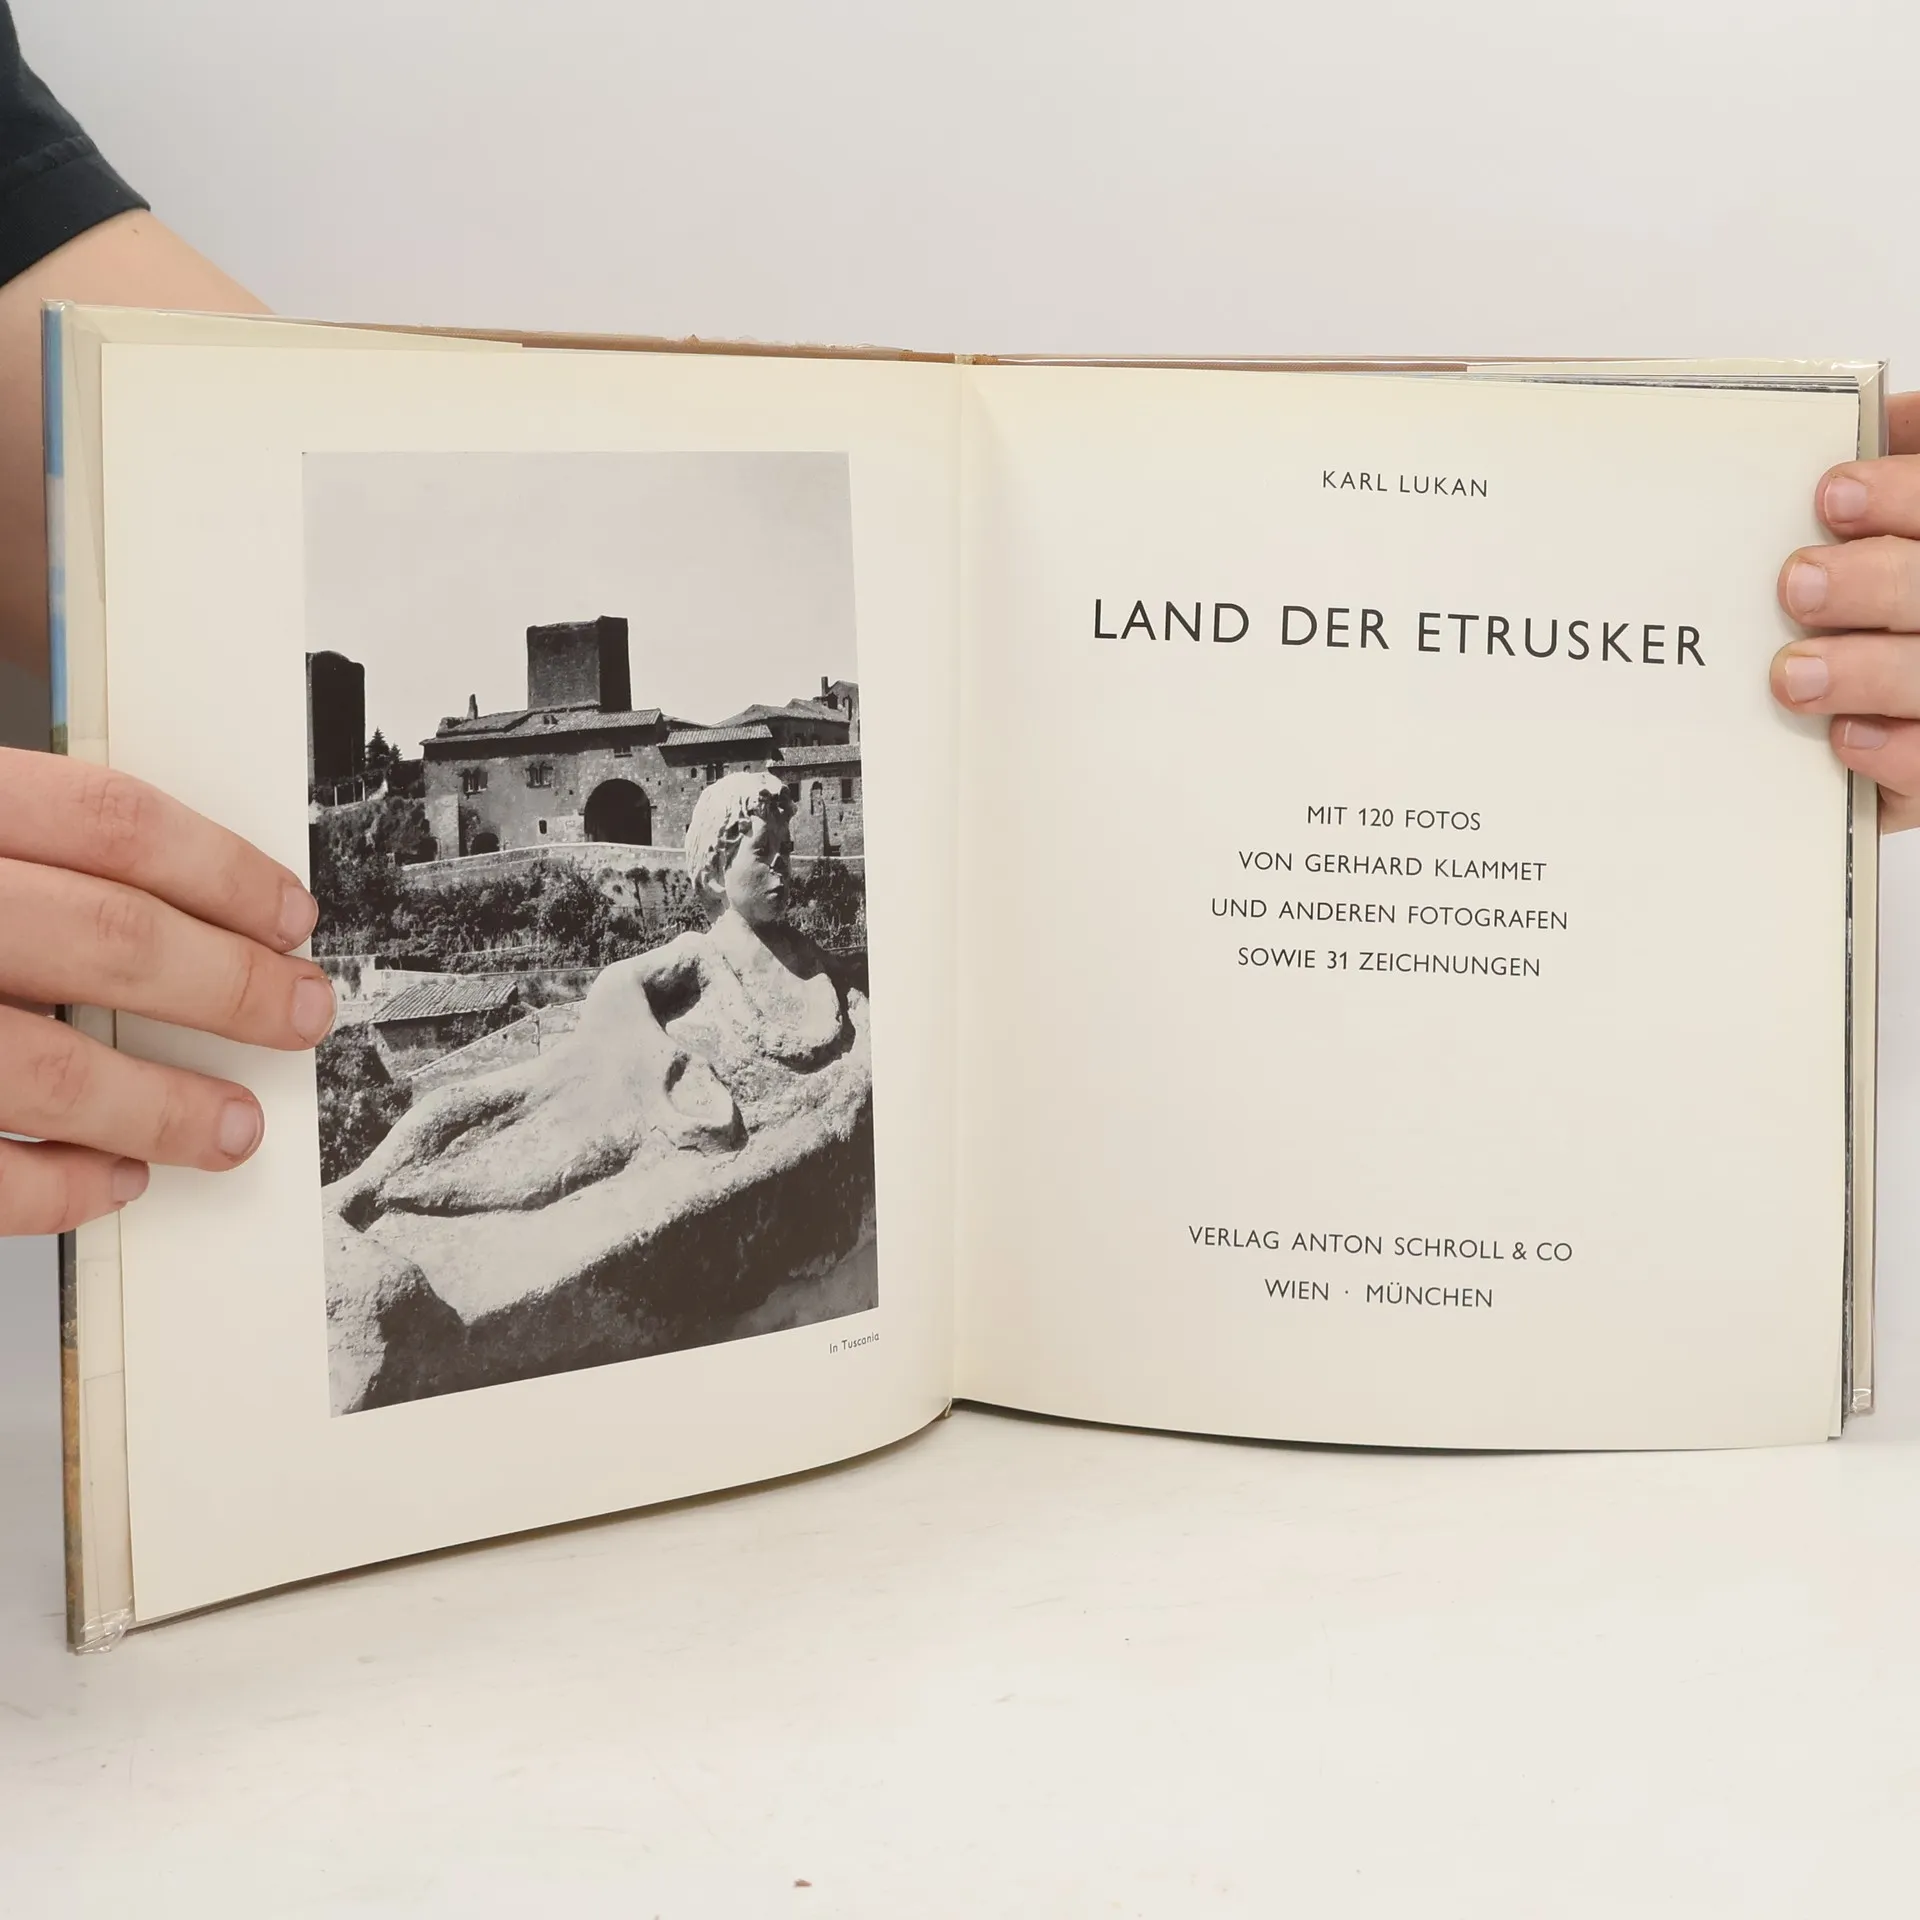 In Tuscania
KARL LUKAN
LAND DER ETRUSKER
MIT 120 FOTOS
VON GERHARD KLAMMET
UND ANDEREN FOTOGRAFEN
SOWIE 31 ZEICHNUNGEN
VERLAG ANTON SCHROLL & CO
WIEN · MÜNCHEN